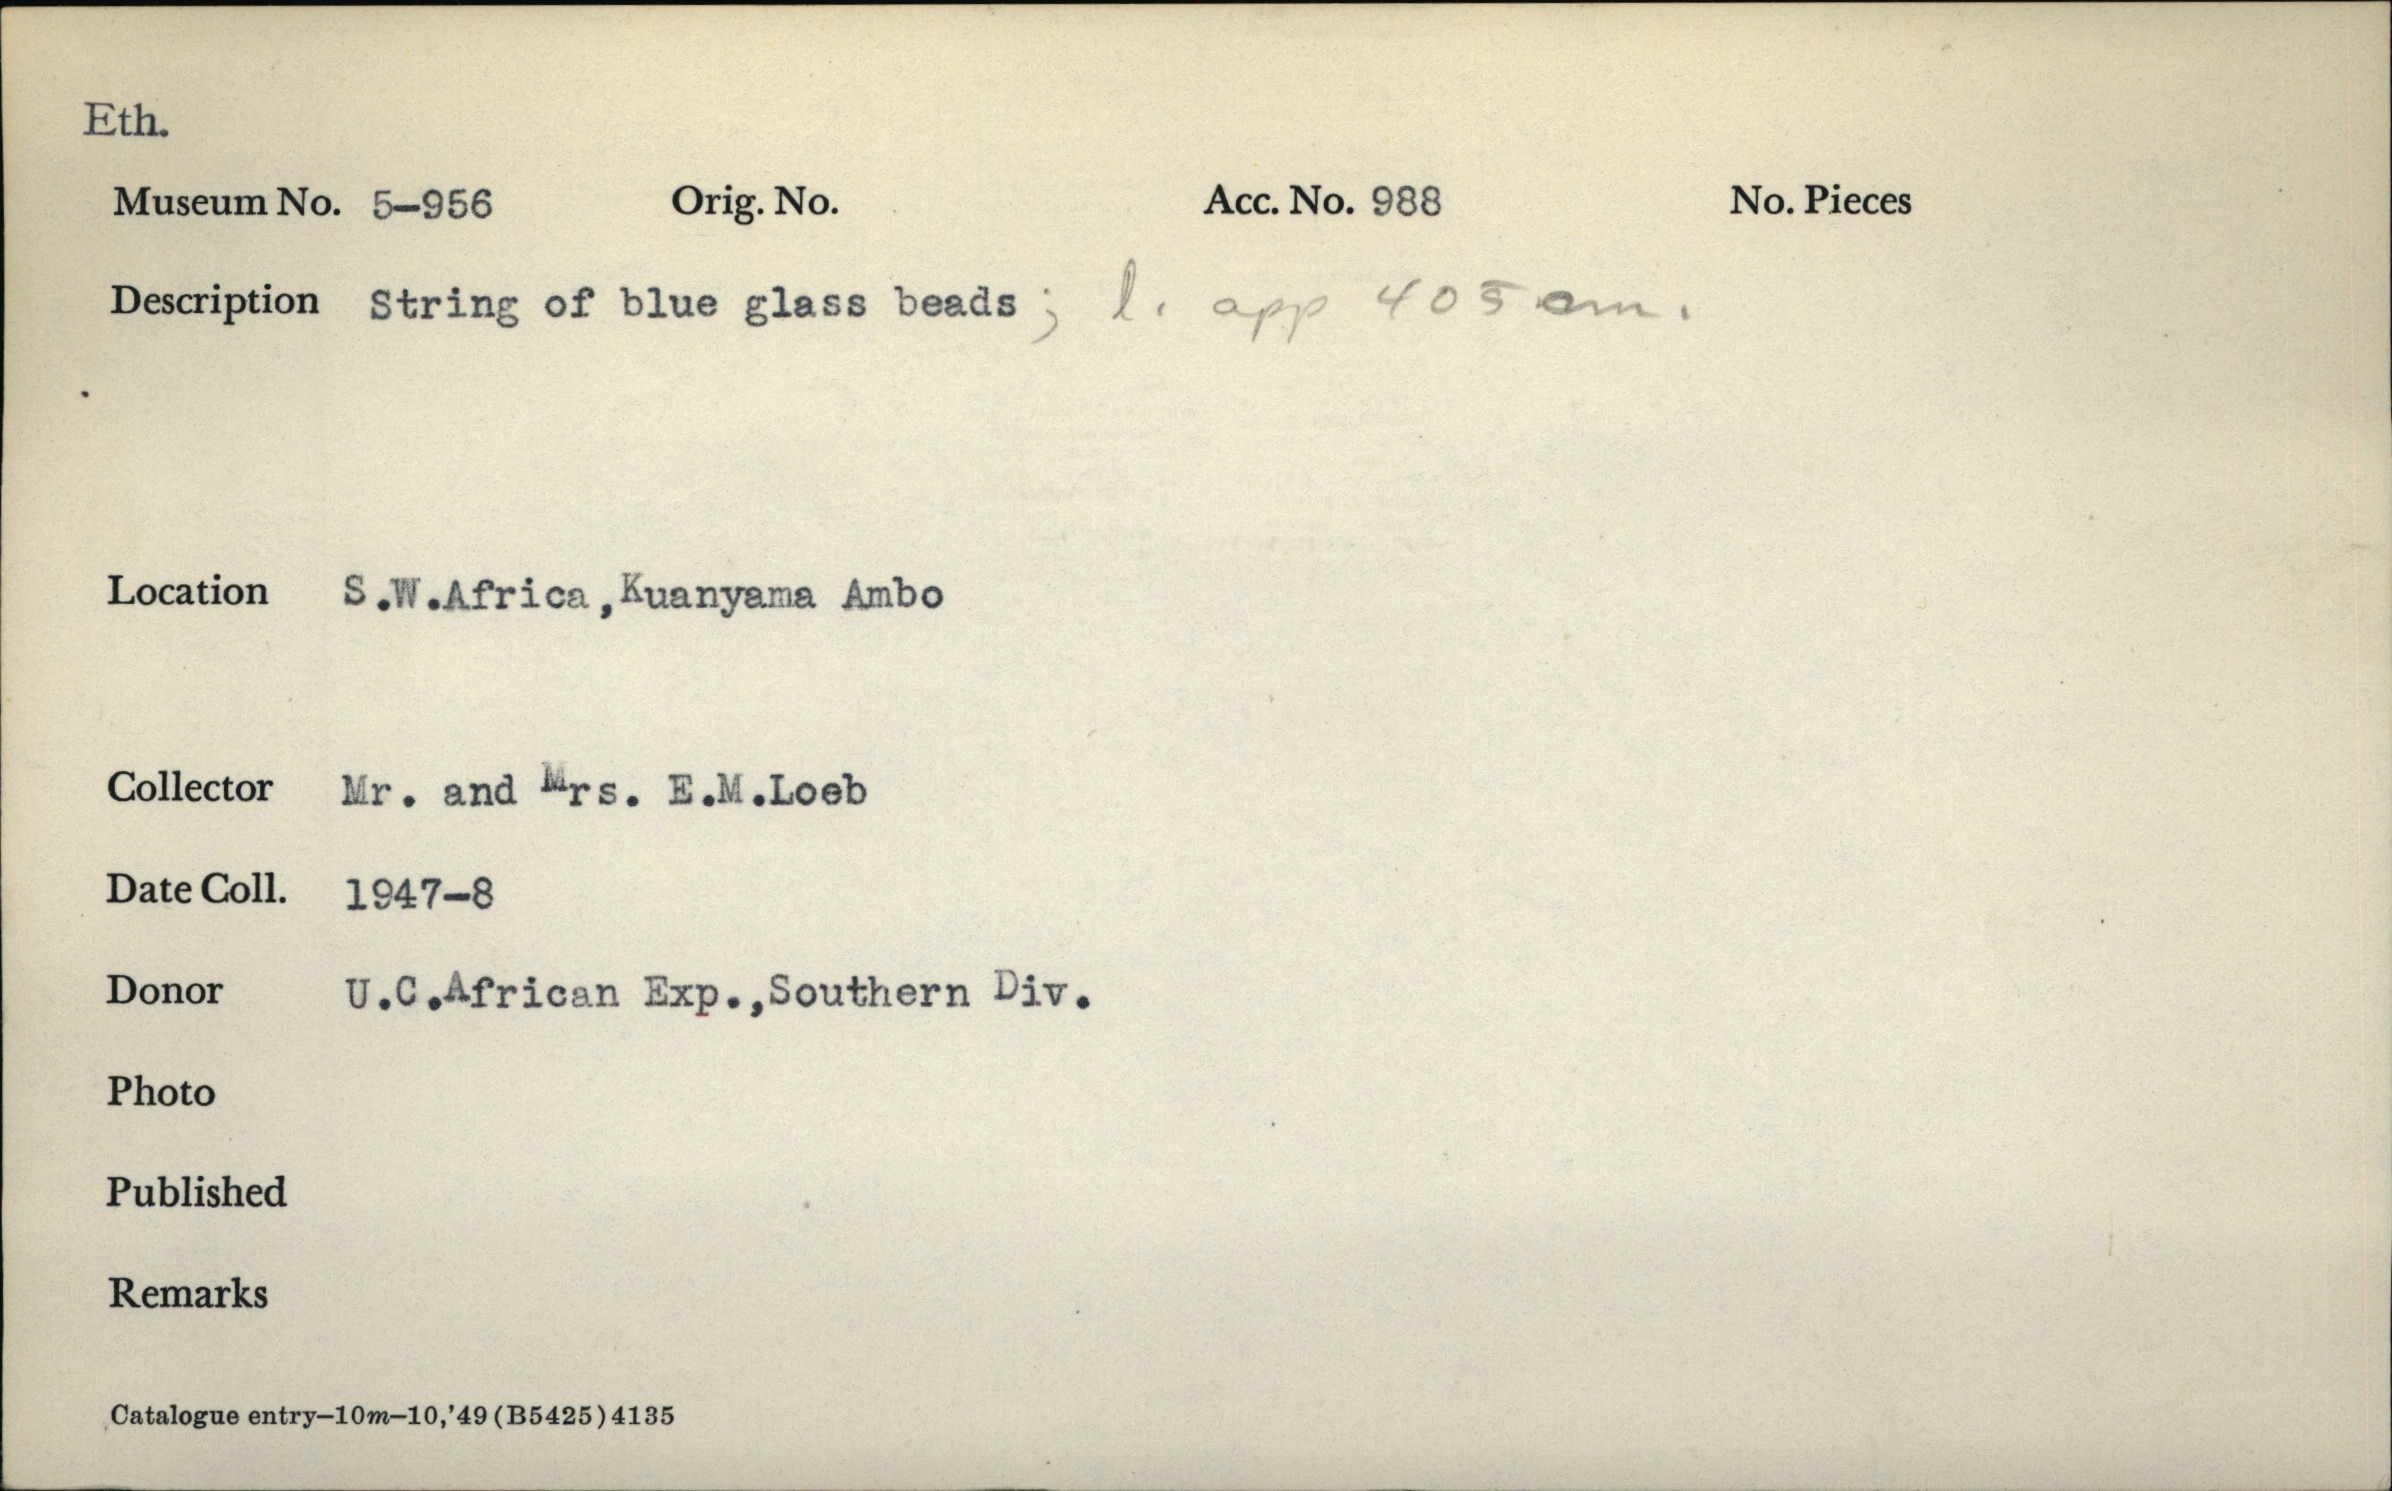 Eth.
Museum No. 5-956 Orig. No. Acc. No. 988 No. Pieces
Description String of blue glass beads; l. app 405 cm.
Location S.W.Africa,Kuanyama Ambo
Collector Mr. and Mrs. E.M.Loeb
Date Coll. 1947-8
Donor U.C.African Exp.,Southern Div.
Photo
Published
Remarks
Catalogue entry—10m—10,'49 (B5425) 4135